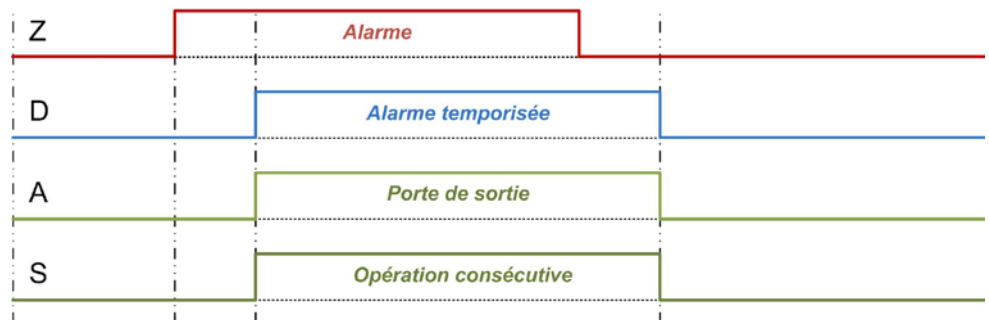 Z Alarme
D Alarme temporisée
A Porte de sortie
S Opération consécutive